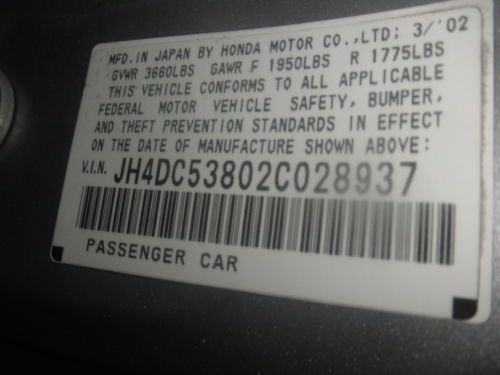 MFD.IN JAPAN BY HONDA MOTOR CO.,LTD; 3/'02
GVWR 3660LBS GAWR F 1950LBS R 1775LBS
THIS VEHICLE CONFORMS TO ALL APPLICABLE
FEDERAL MOTOR VEHICLE SAFETY, BUMPER,
AND THEFT PREVENTION STANDARDS IN EFFECT
ON THE DATE OF MANUFACTURE SHOWN ABOVE:
V.I.N. JH4DC53802C028937
PASSENGER CAR